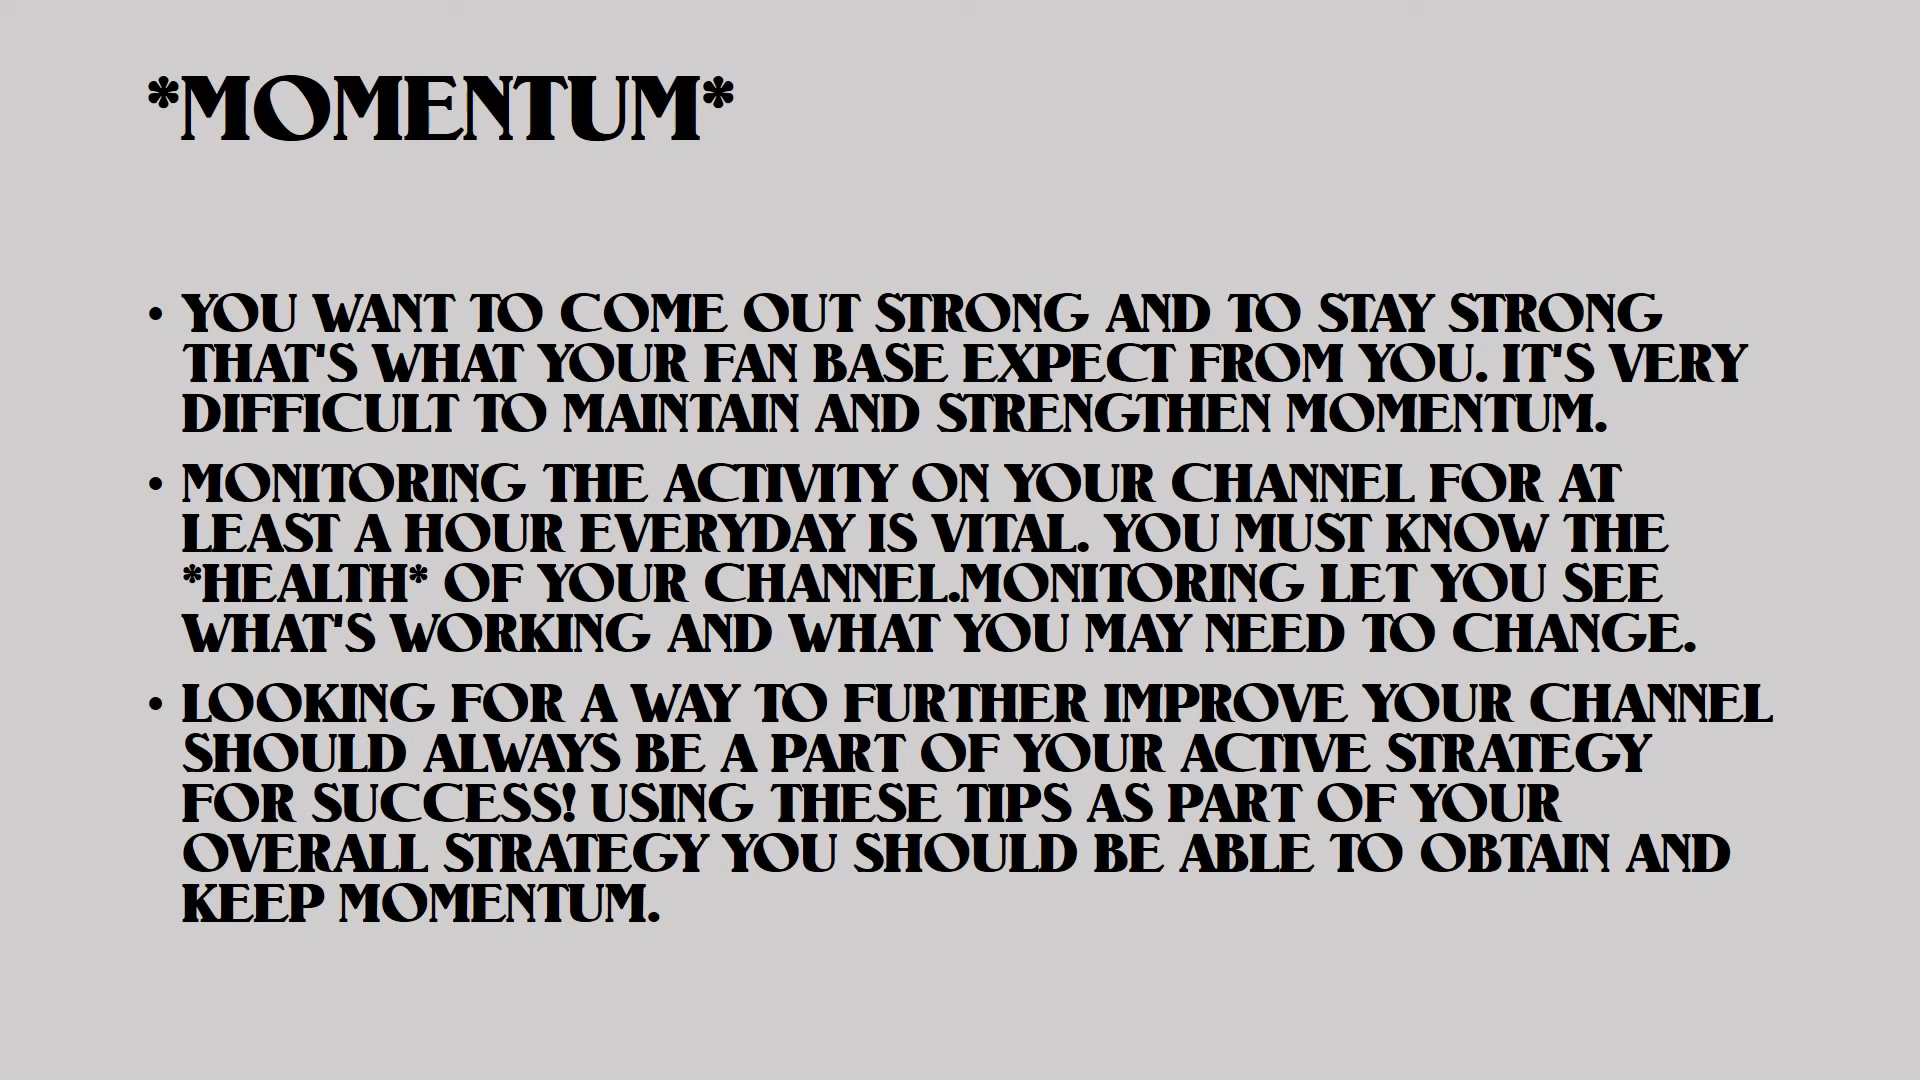 *MOMENTUM*
• YOU WANT TO COME OUT STRONG AND TO STAY STRONG
THAT'S WHAT YOUR FAN BASE EXPECT FROM YOU. IT'S VERY
DIFFICULT TO MAINTAIN AND STRENGTHEN MOMENTUM.
• MONITORING THE ACTIVITY ON YOUR CHANNEL FOR AT
LEAST A HOUR EVERYDAY IS VITAL. YOU MUST KNOW THE
*HEALTH* OF YOUR CHANNEL.MONITORING LET YOU SEE
WHAT'S WORKING AND WHAT YOU MAY NEED TO CHANGE.
• LOOKING FOR A WAY TO FURTHER IMPROVE YOUR CHANNEL
SHOULD ALWAYS BE A PART OF YOUR ACTIVE STRATEGY
FOR SUCCESS! USING THESE TIPS AS PART OF YOUR
OVERALL STRATEGY YOU SHOULD BE ABLE TO OBTAIN AND
KEEP MOMENTUM.